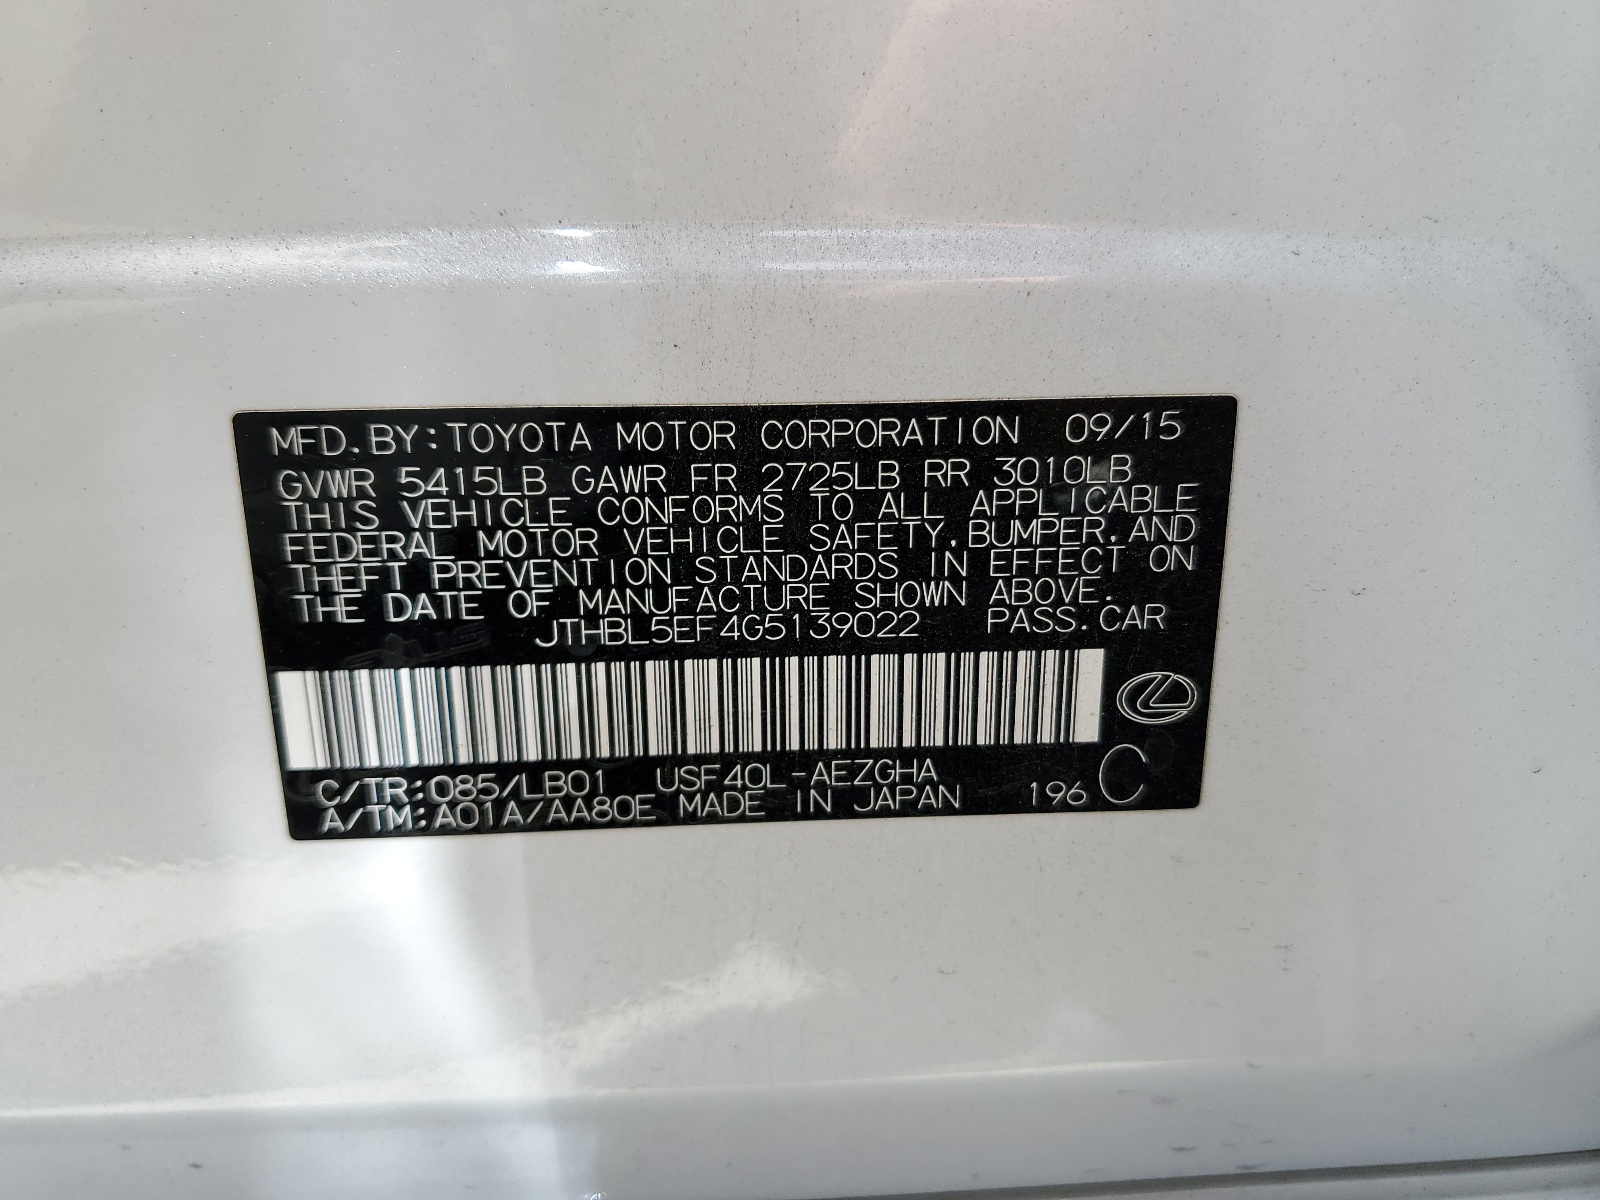 MFD.BY:TOYOTA MOTOR CORPORATION 09/15
GVWR 5415LB GAWR FR 2725LB RR 3010LB
THIS VEHICLE CONFORMS TO ALL APPLICABLE
FEDERAL MOTOR VEHICLE SAFETY,BUMPER,AND
THEFT PREVENTION STANDARDS IN EFFECT ON
THE DATE OF MANUFACTURE SHOWN ABOVE.
JTHBL5EF4G5139022 PASS.CAR
C/TR:085/LB01 USF40L-AEZGHA
A/TM:A01A/AA80E MADE IN JAPAN 196 C